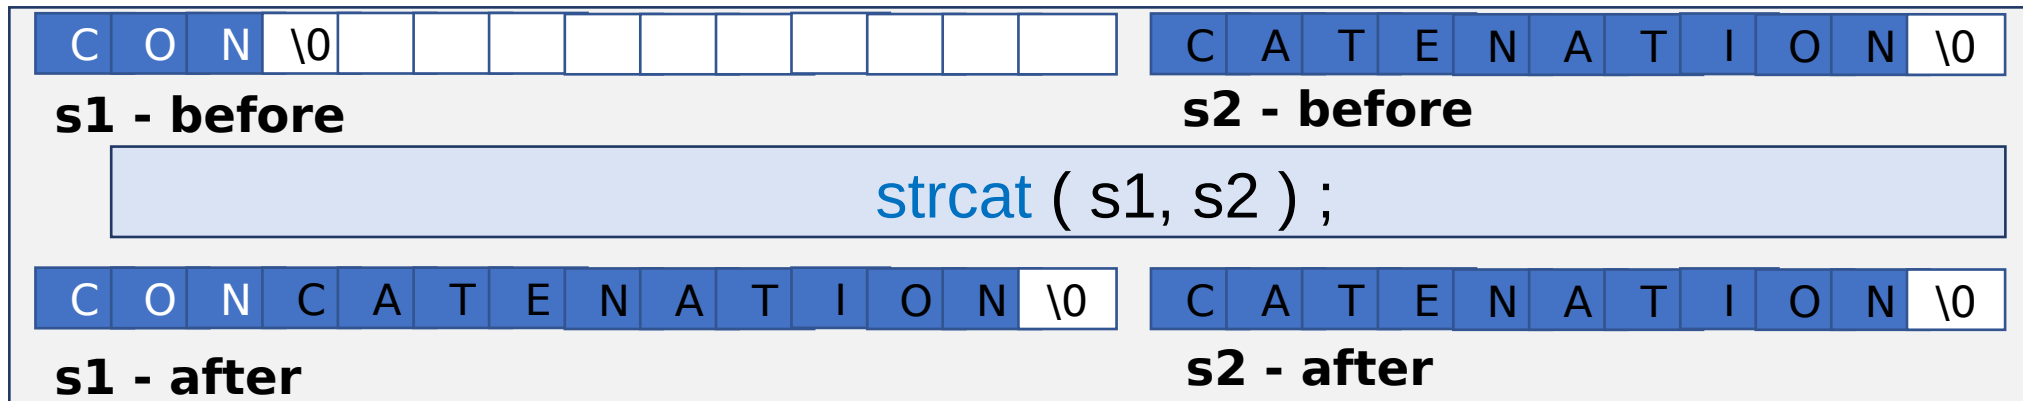 C O N \0 C A T E N A T I O N \0
s1 - before s2 - before
strcat ( s1, s2 ) ;
C O N C A T E N A T I O N \0 C A T E N A T I O N \0
s1 - after s2 - after